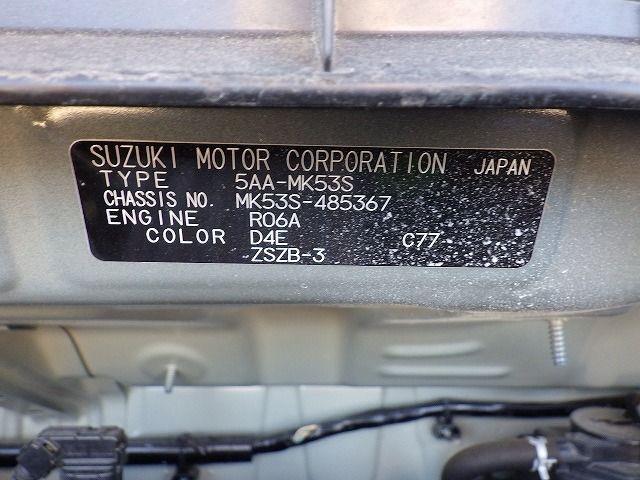 SUZUKI MOTOR CORPORATION JAPAN
TYPE 5AA-MK53S
CHASSIS NO. MK53S-485367
ENGINE R06A
COLOR D4E C77
ZSZB-3